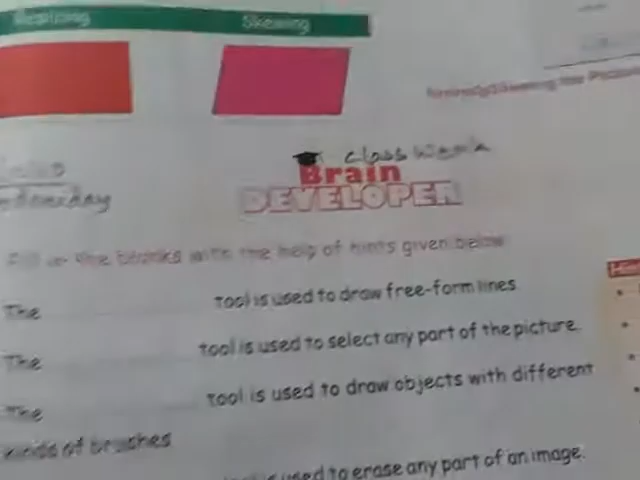 Resizing Skewing
Class Work
Brain
DEVELOPER
Fill in the blanks with the help of hints given below
The tool is used to draw free-form lines
The tool is used to select any part of the picture.
The tool is used to draw objects with different
kinds of brushes
is used to erase any part of an image.